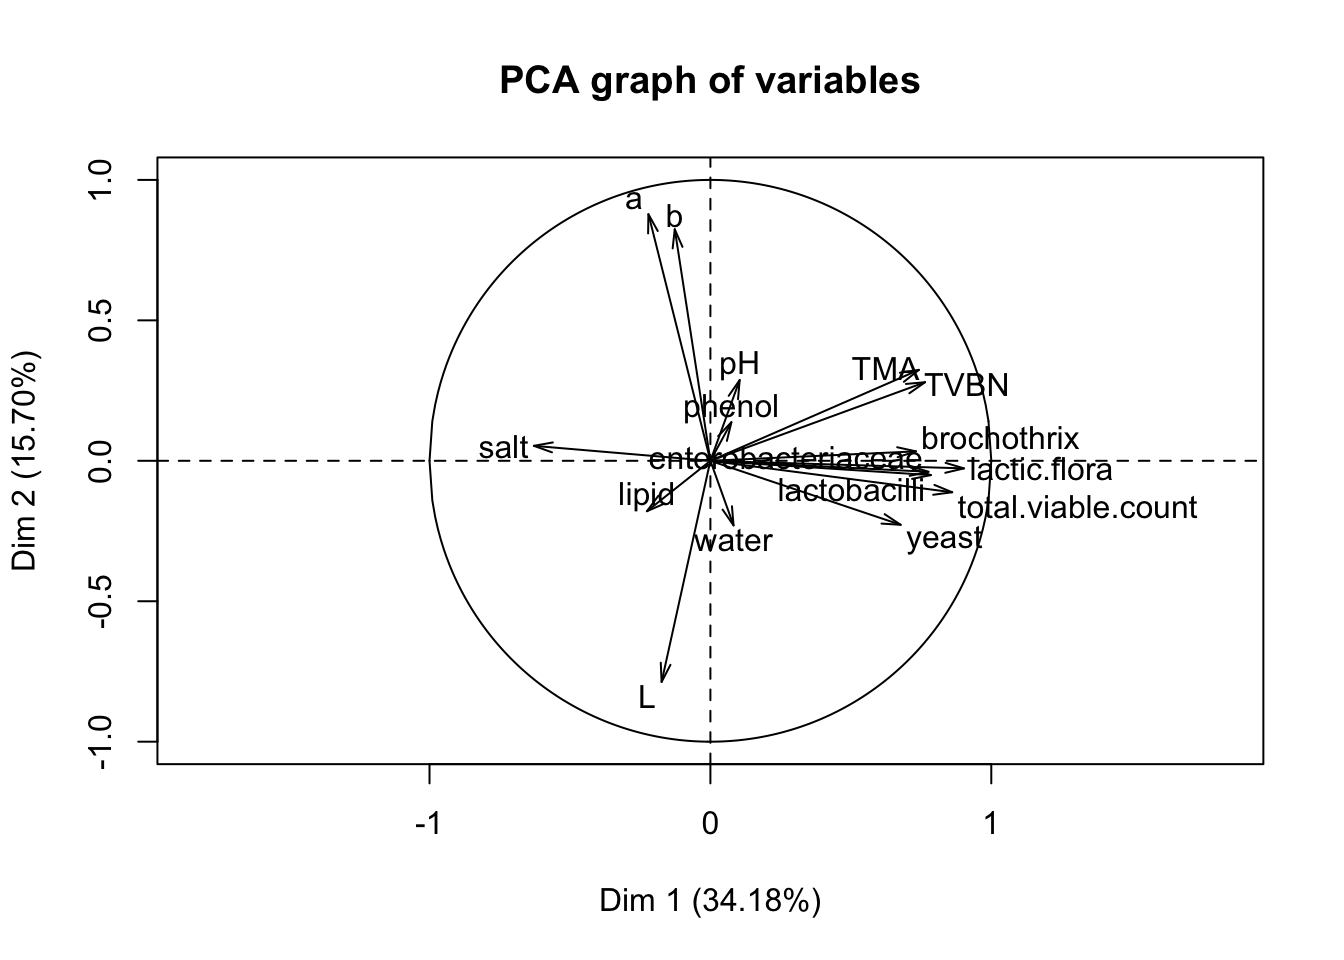 PCA graph of variables
1.0
0.5
0.0
-0.5
-1.0
Dim 2 (15.70%)
a
b
pH
TMA
TVBN
phenol
salt
brochothrix
enterobacteriaceae
lactic.flora
lipid
lactobacilli
total.viable.count
water
yeast
L
-1
0
1
Dim 1 (34.18%)